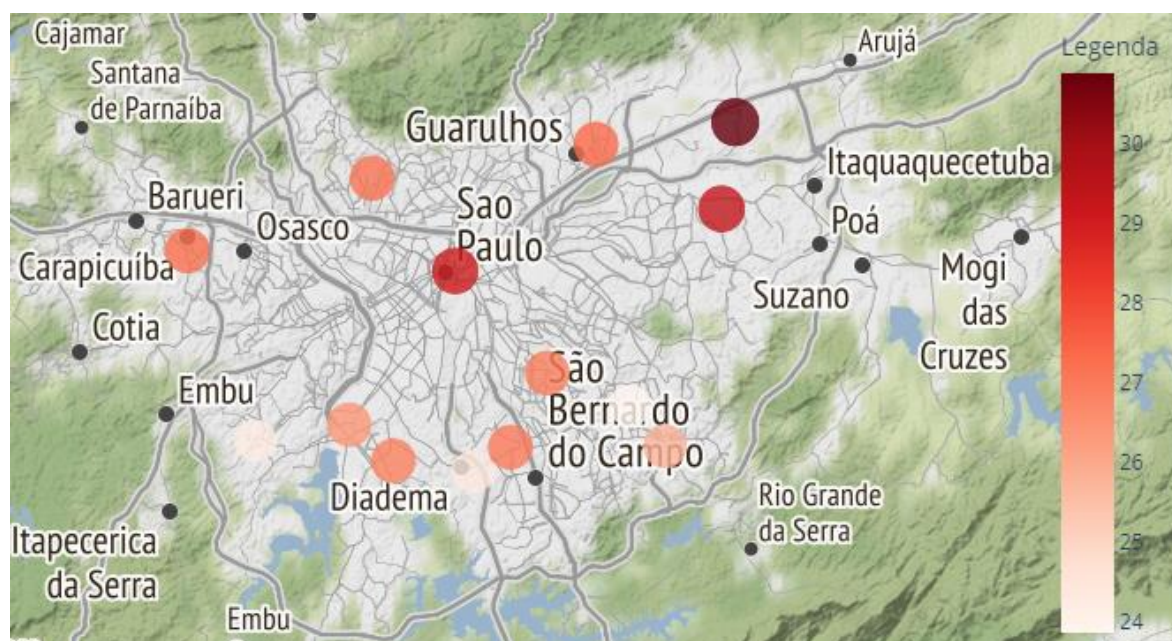 Cajamar
Santana
de Parnaíba
Arujá
Legenda
Guarulhos
30
Itaquaquecetuba
Barueri
Sao
Paulo
Osasco
Poá
29
Carapicuíba
Mogi
das
Cruzes
Suzano
28
Cotia
São
Bernardo
do Campo
27
Embu
26
Diadema
Rio Grande
da Serra
Itapecerica
da Serra
25
Embu
24